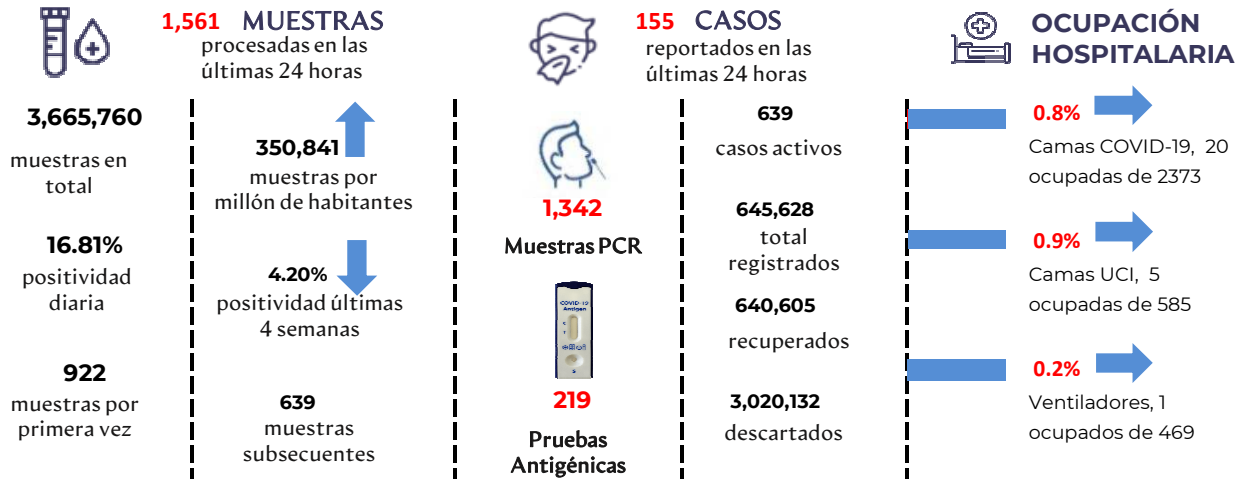 1,561 MUESTRAS
procesadas en las
últimas 24 horas
3,665,760
muestras en
total
16.81%
positividad
diaria
922
muestras por
primera vez
350,841
muestras por
millón de habitantes
4.20%
positividad últimas
4 semanas
639
muestras
subsecuentes
155 CASOS
reportados en las
últimas 24 horas
1,342
Muestras PCR
COVID-19
Antigen
C
T
S
219
Pruebas
Antigénicas
639
casos activos
645,628
total
registrados
640,605
recuperados
3,020,132
descartados
OCUPACIÓN
HOSPITALARIA
0.8%
Camas COVID-19, 20
ocupadas de 2373
0.9%
Camas UCI, 5
ocupadas de 585
0.2%
Ventiladores, 1
ocupados de 469